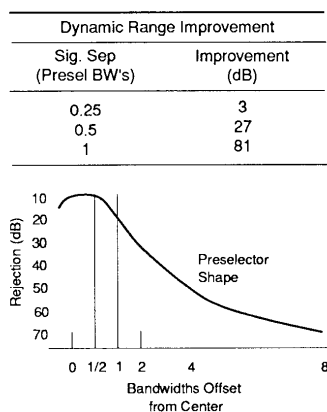 Dynamic Range Improvement
Sig. Sep Improvement
(Presel BW's) (dB)
0.25 3
0.5 27
1 81
10
20
30
40
50
60
70
Rejection (dB)
Preselector
Shape
0 1/2 1 2 4 8
Bandwidths Offset
from Center